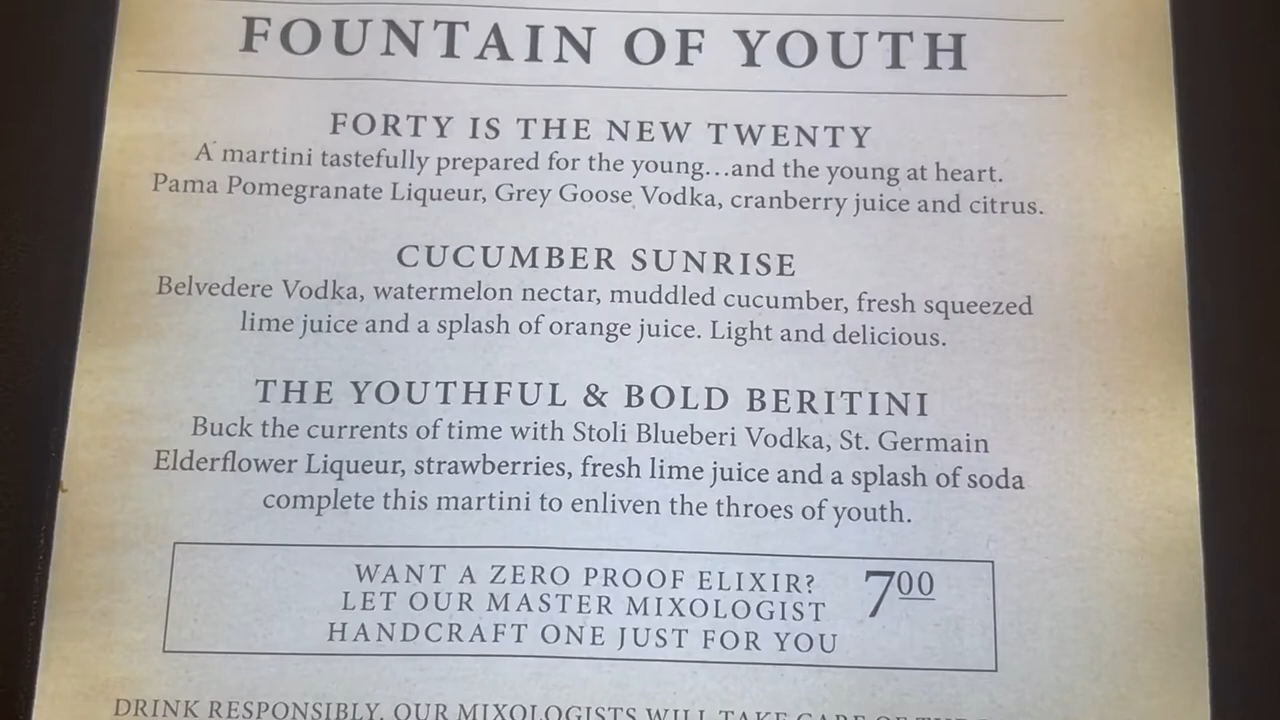 FOUNTAIN OF YOUTH
FORTY IS THE NEW TWENTY
A martini tastefully prepared for the young...and the young at heart.
Pama Pomegranate Liqueur, Grey Goose Vodka, cranberry juice and citrus.
CUCUMBER SUNRISE
Belvedere Vodka, watermelon nectar, muddled cucumber, fresh squeezed
lime juice and a splash of orange juice. Light and delicious.
THE YOUTHFUL & BOLD BERITINI
Buck the currents of time with Stoli Blueberi Vodka, St. Germain
Elderflower Liqueur, strawberries, fresh lime juice and a splash of soda
complete this martini to enliven the throes of youth.
WANT A ZERO PROOF ELIXIR?
LET OUR MASTER MIXOLOGIST
HANDCRAFT ONE JUST FOR YOU
700
DRINK RESPONSIBLY. OUR MIXOLOGISTS WILL TAKE CARE OF